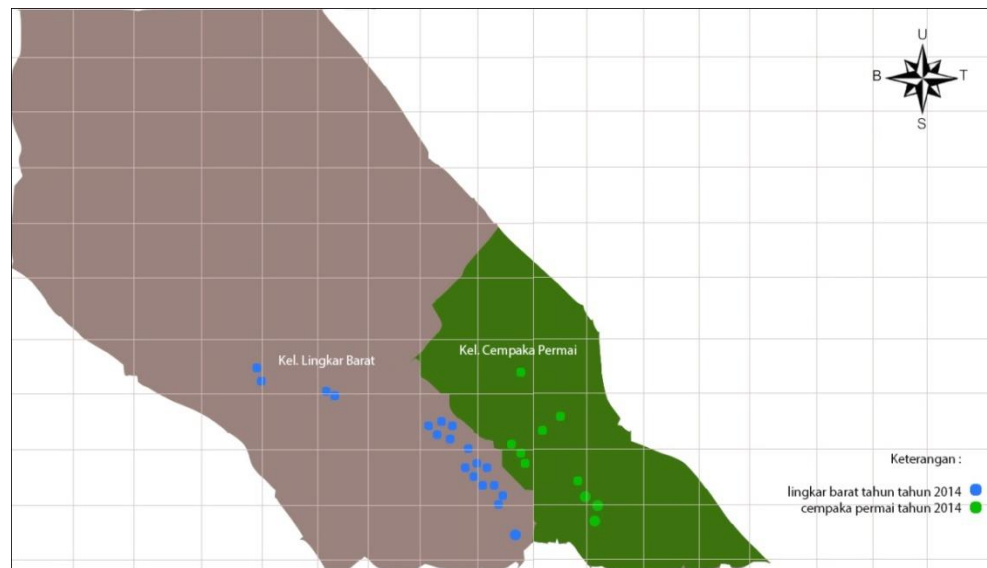 U
B
T
S
Kel. Lingkar Barat
Kel. Cempaka Permai
Keterangan :
lingkar barat tahun tahun 2014
cempaka permai tahun 2014